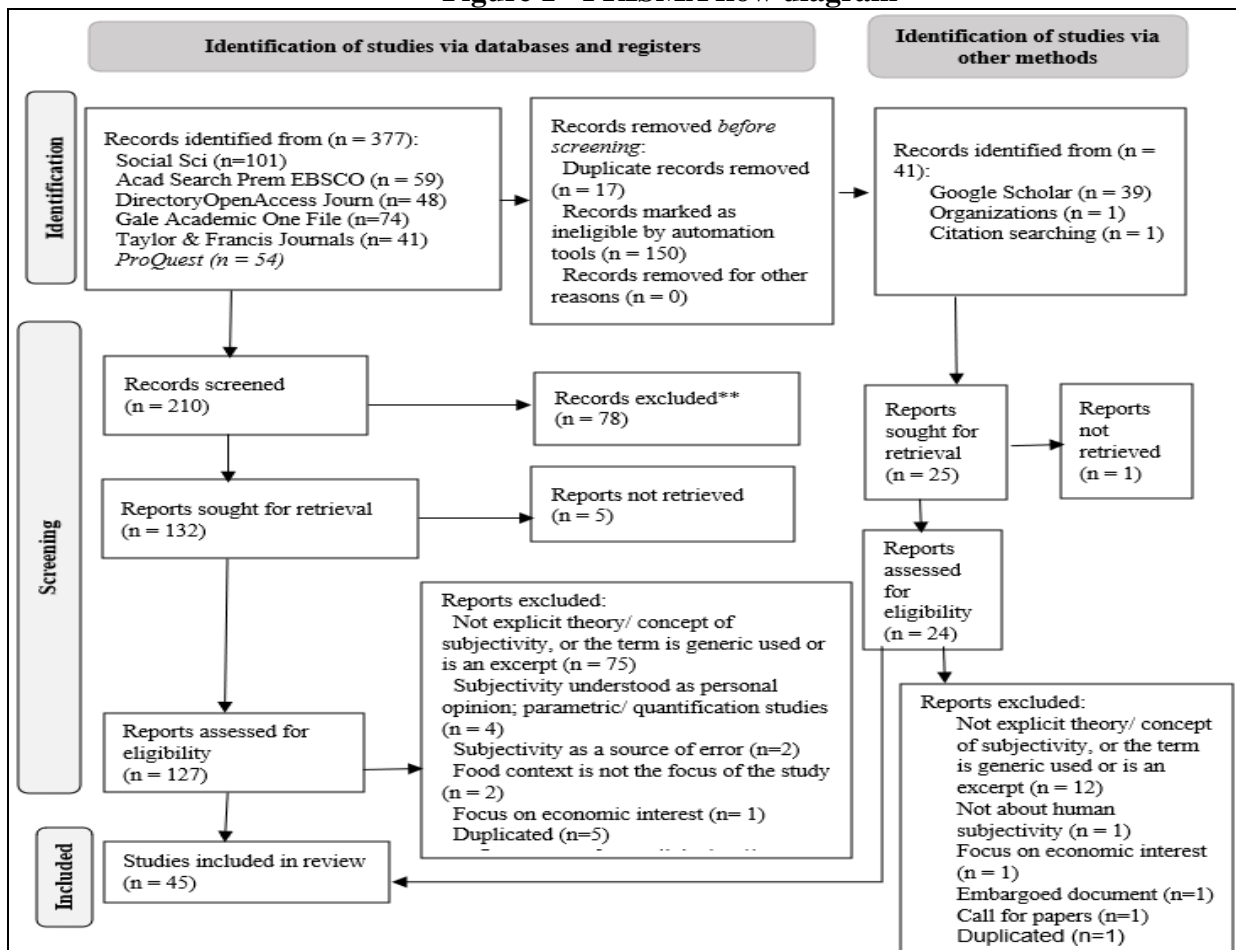 Figure 1 - PRISMA flow diagram
Identification of studies via databases and registers
Identification of studies via
other methods
Identification
Records identified from (n = 377):
Social Sci (n=101)
Acad Search Prem EBSCO (n = 59)
DirectoryOpenAccess Journ (n= 48)
Gale Academic One File (n=74)
Taylor & Francis Journals (n= 41)
ProQuest (n = 54)
Records removed before
screening:
Duplicate records removed
(n = 17)
Records marked as
ineligible by automation
tools (n = 150)
Records removed for other
reasons (n = 0)
Records identified from (n =
41):
Google Scholar (n = 39)
Organizations (n = 1)
Citation searching (n = 1)
Screening
Records screened
(n = 210)
Records excluded**
(n = 78)
Reports
sought for
retrieval
(n = 25)
Reports
not
retrieved
(n = 1)
Reports sought for retrieval
(n = 132)
Reports not retrieved
(n = 5)
Reports
assessed
for
eligibility
(n = 24)
Reports assessed for
eligibility
(n = 127)
Reports excluded:
Not explicit theory/ concept of
subjectivity, or the term is generic used or
is an excerpt (n = 75)
Subjectivity understood as personal
opinion; parametric/ quantification studies
(n = 4)
Subjectivity as a source of error (n=2)
Food context is not the focus of the study
(n = 2)
Focus on economic interest (n= 1)
Duplicated (n=5)
Reports excluded:
Not explicit theory/ concept
of subjectivity, or the term
is generic used or is an
excerpt (n = 12)
Not about human
subjectivity (n = 1)
Focus on economic interest
(n = 1)
Embargoed document (n=1)
Call for papers (n=1)
Duplicated (n=1)
Included
Studies included in review
(n = 45)